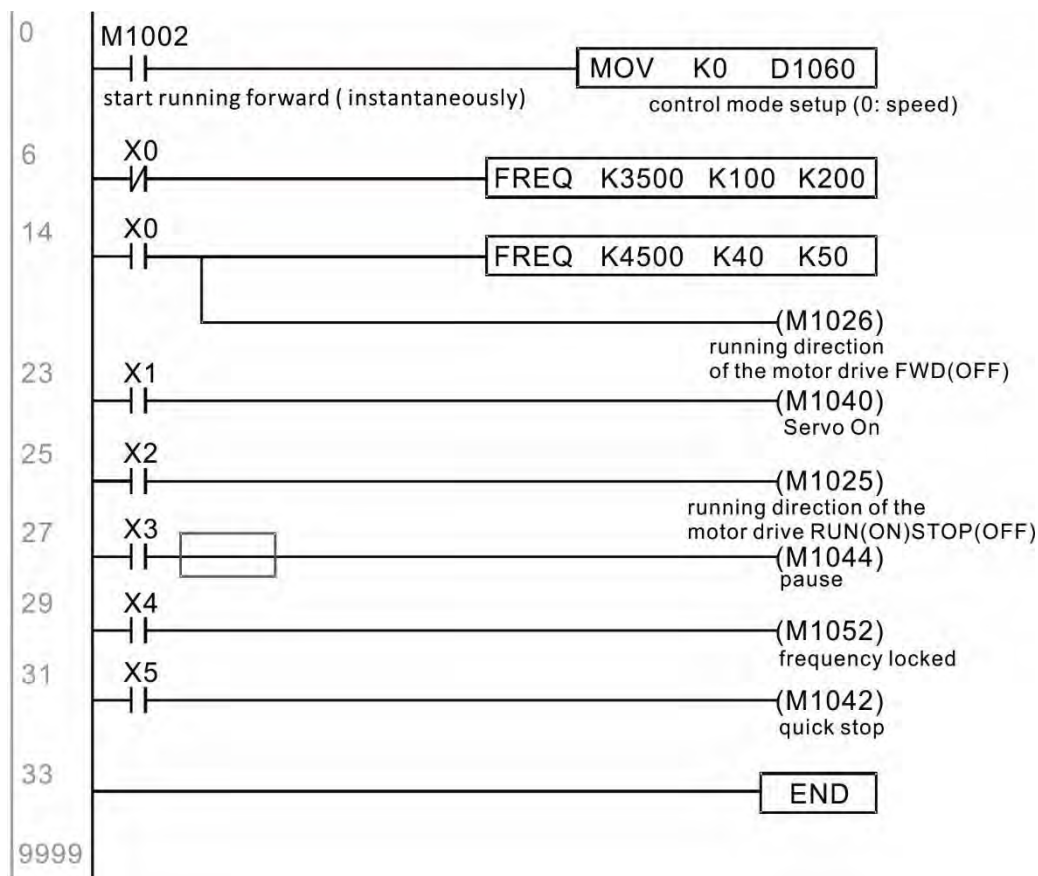 0
M1002
MOV K0 D1060
start running forward ( instantaneously)
control mode setup (0: speed)
6
X0
FREQ K3500 K100 K200
14
X0
FREQ K4500 K40 K50
(M1026)
running direction
of the motor drive FWD(OFF)
23
X1
(M1040)
Servo On
25
X2
(M1025)
running direction of the
motor drive RUN(ON)STOP(OFF)
27
X3
(M1044)
pause
29
X4
(M1052)
frequency locked
31
X5
(M1042)
quick stop
33
END
9999